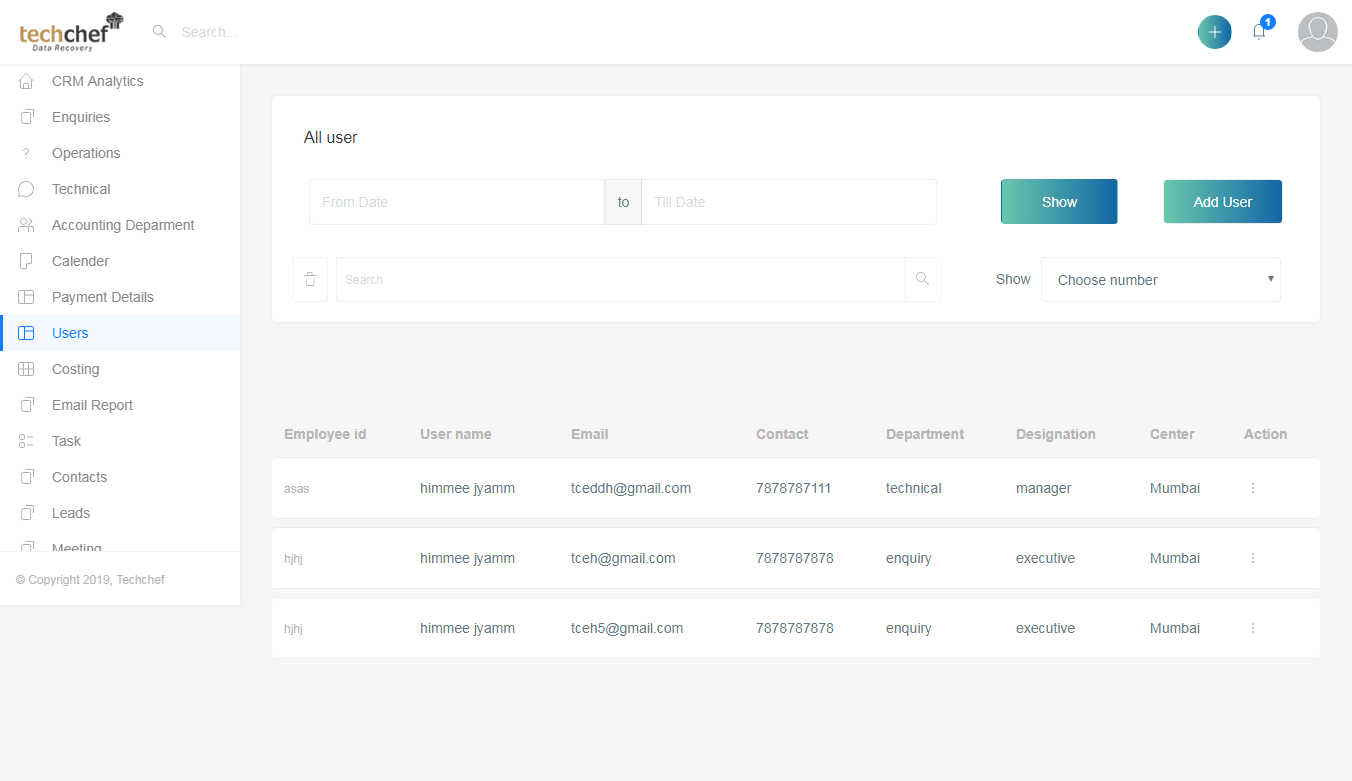 techchef
Data Recovery
Search...
1
CRM Analytics
Enquiries
Operations
Technical
Accounting Deparment
Calender
Payment Details
Users
Costing
Email Report
Task
Contacts
Leads
Meeting
© Copyright 2019, Techchef
All user
From Date to Till Date Show Add User
Search Show Choose number
Employee id User name Email Contact Department Designation Center Action
asas himmee jyamm tceddh@gmail.com 7878787111 technical manager Mumbai
hjhj himmee jyamm tceh@gmail.com 7878787878 enquiry executive Mumbai
hjhj himmee jyamm tceh5@gmail.com 7878787878 enquiry executive Mumbai